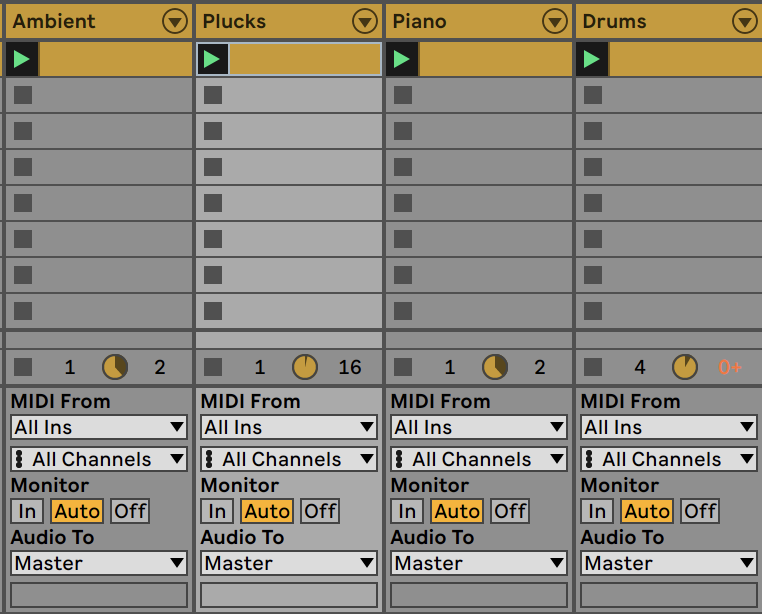 Ambient Plucks Piano Drums
1 2 1 16 1 2 4 0+
MIDI From MIDI From MIDI From MIDI From
All Ins All Ins All Ins All Ins
All Channels All Channels All Channels All Channels
Monitor Monitor Monitor Monitor
In Auto Off In Auto Off In Auto Off In Auto Off
Audio To Audio To Audio To Audio To
Master Master Master Master